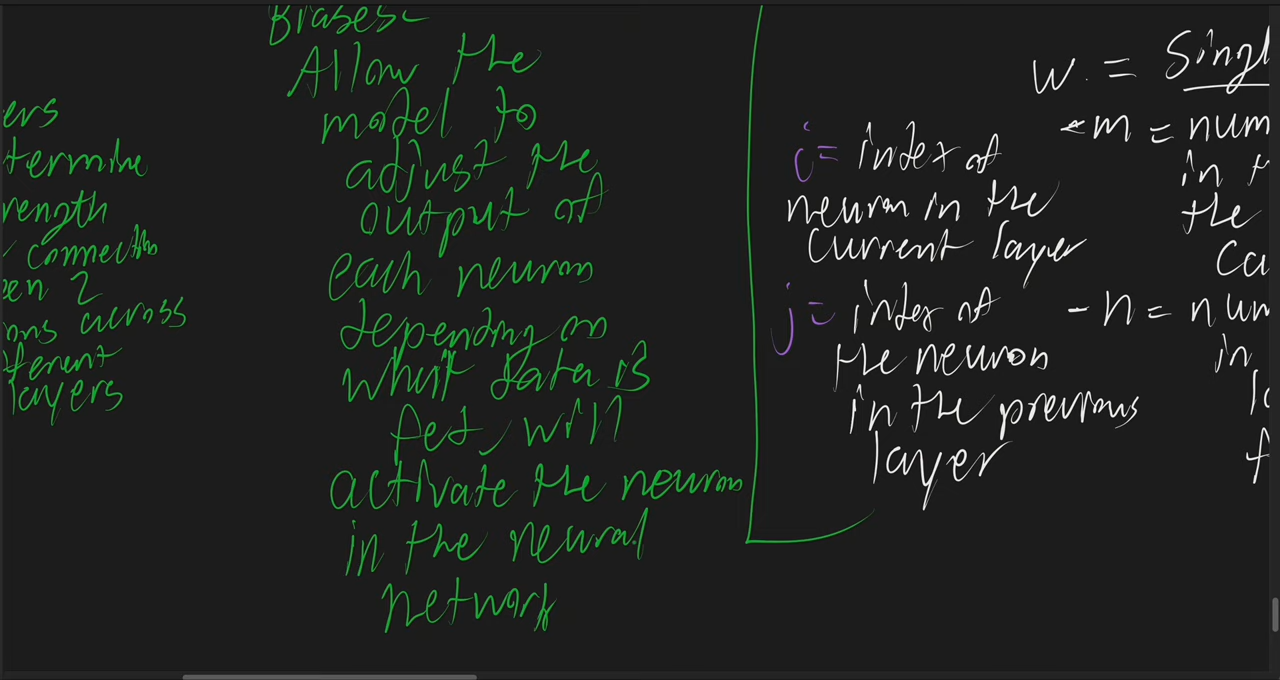 ers
termine
rength
connection
een 2
ons across
fferent
layers
Biases-
Allow the
model to
adjust the
output of
each neuron
depending on
what data is
fed, will
activate the neuron
in the neural
network
i = index of
neuron in the
current layer
j = index of
the neuron
in the previous
layer
w. = Singl
m = num
in t
the
Ca
- n = num
in
la
f